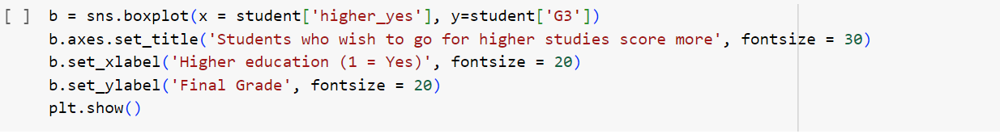 [ ] b = sns.boxplot(x = student['higher_yes'], y=student['G3'])
b.axes.set_title('Students who wish to go for higher studies score more', fontsize = 30)
b.set_xlabel('Higher education (1 = Yes)', fontsize = 20)
b.set_ylabel('Final Grade', fontsize = 20)
plt.show()